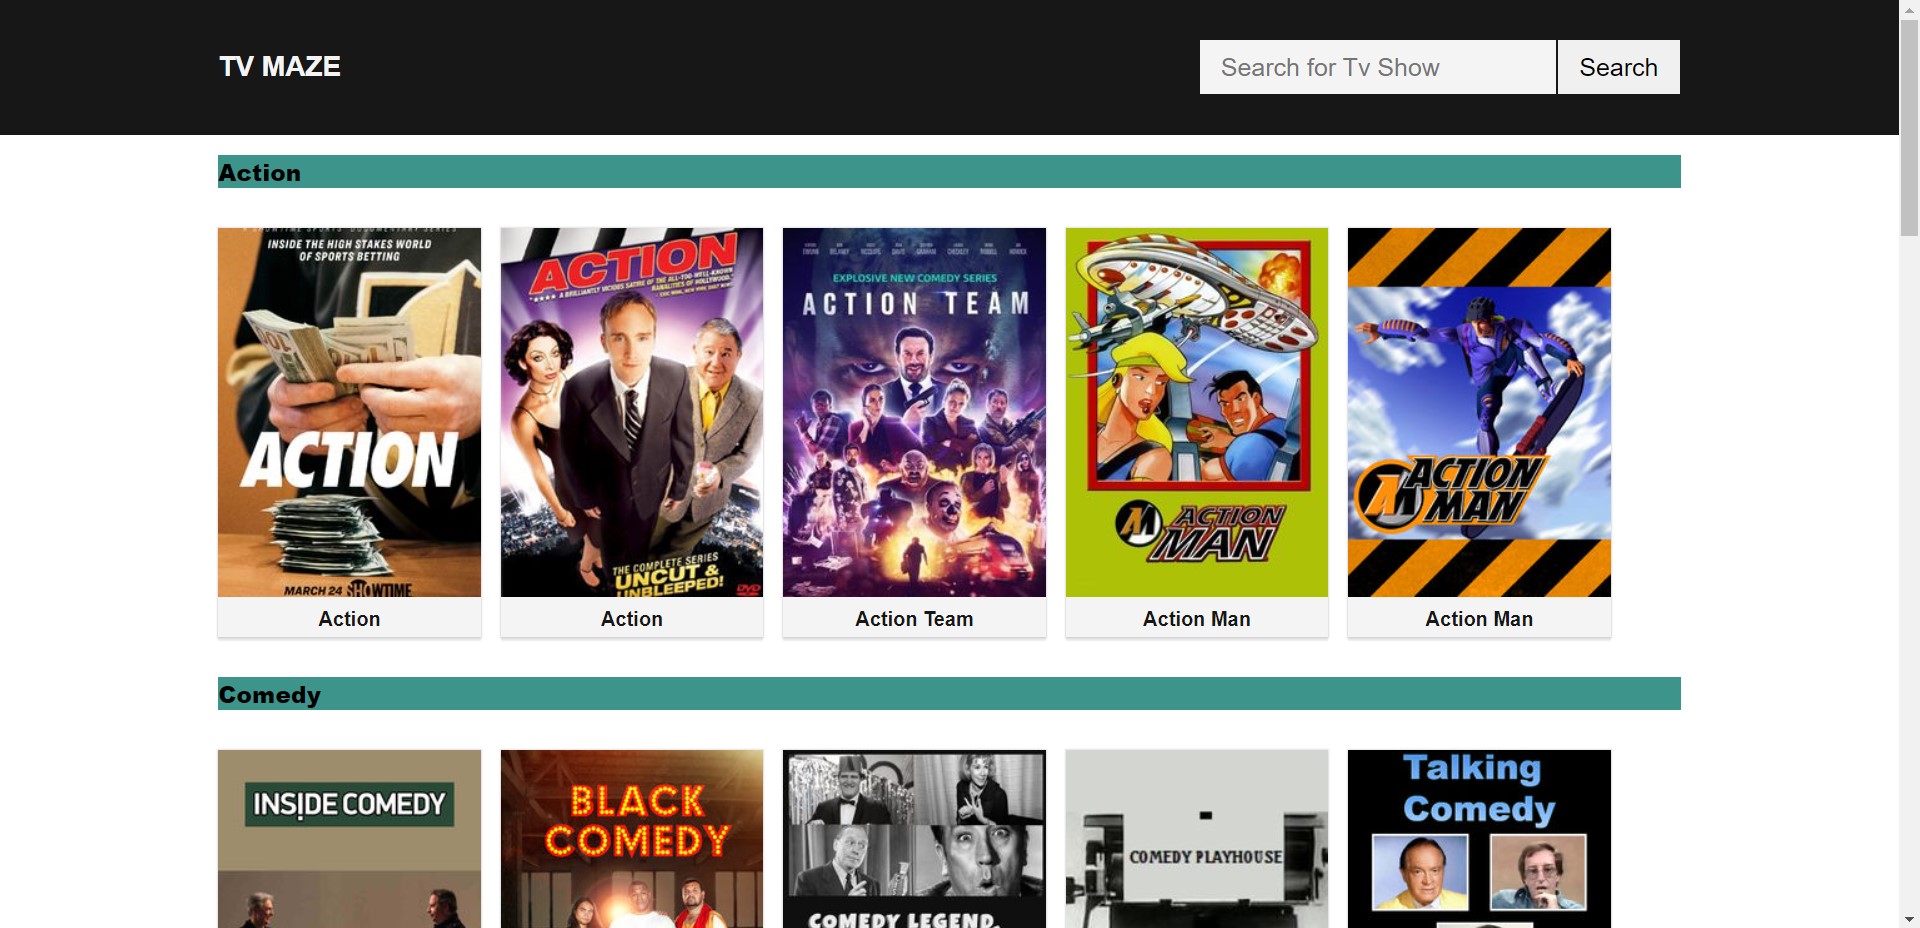 TV MAZE
Search for Tv Show
Search
Action
A SHOWTIME SPORTS DOCUMENTARY SERIES
INSIDE THE HIGH STAKES WORLD
OF SPORTS BETTING
ACTION
MARCH 24 SHOWTIME
Action
ACTION
"★★★★ A BRILLIANTLY VICIOUS SATIRE OF THE ALL-TOO-WELL-KNOWN
BANALITIES OF HOLLYWOOD."
THE COMPLETE SERIES
UNCUT &
UNBLEEPED!
DVD
Action
EXPLOSIVE NEW COMEDY SERIES
ACTION TEAM
Action Team
ACTION
MAN
Action Man
ACTION
MAN
Action Man
Comedy
INSIDE COMEDY
BLACK
COMEDY
COMEDY LEGEND
COMEDY PLAYHOUSE
Talking
Comedy